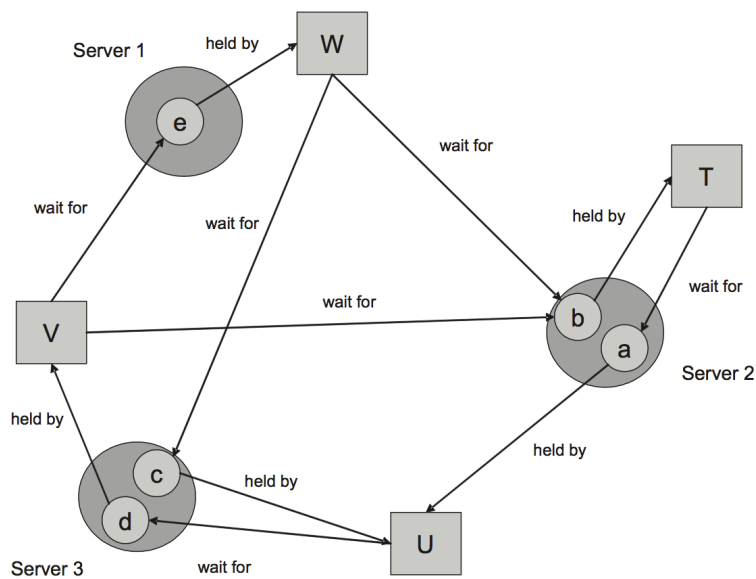 W
held by
Server 1
e
wait for
T
held by
wait for
wait for
wait for
wait for
b
V
a
Server 2
held by
held by
c
held by
d
U
wait for
Server 3